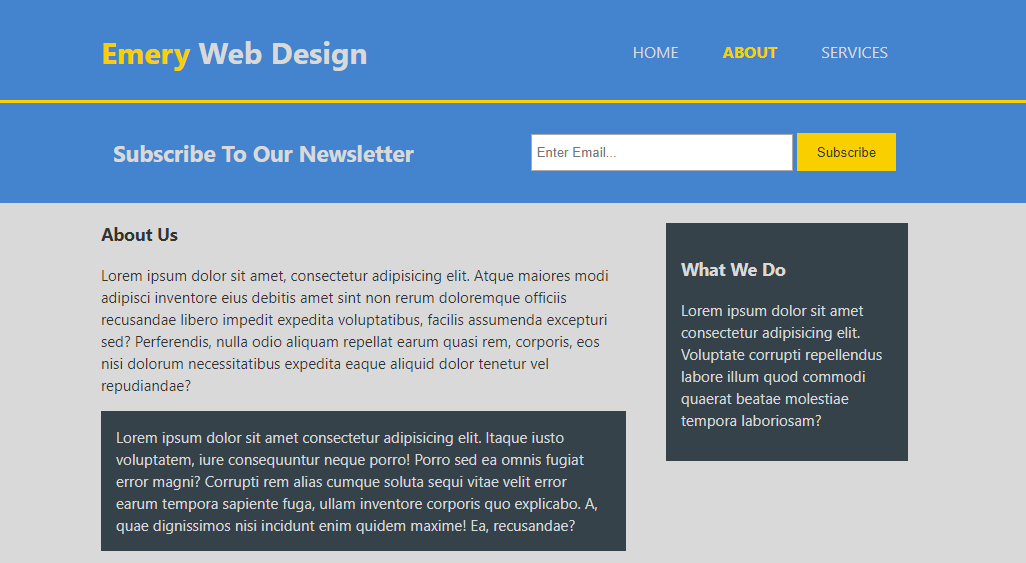 Emery Web Design
HOME ABOUT SERVICES
Subscribe To Our Newsletter
Enter Email...
Subscribe
About Us
Lorem ipsum dolor sit amet, consectetur adipisicing elit. Atque maiores modi
adipisci inventore eius debitis amet sint non rerum doloremque officiis
recusandae libero impedit expedita voluptatibus, facilis assumenda excepturi
sed? Perferendis, nulla odio aliquam repellat earum quasi rem, corporis, eos
nisi dolorum necessitatibus expedita eaque aliquid dolor tenetur vel
repudiandae?
Lorem ipsum dolor sit amet consectetur adipisicing elit. Itaque iusto
voluptatem, iure consequuntur neque porro! Porro sed ea omnis fugiat
error magni? Corrupti rem alias cumque soluta sequi vitae velit error
earum tempora sapiente fuga, ullam inventore corporis quo explicabo. A,
quae dignissimos nisi incidunt enim quidem maxime! Ea, recusandae?
What We Do
Lorem ipsum dolor sit amet
consectetur adipisicing elit.
Voluptate corrupti repellendus
labore illum quod commodi
quaerat beatae molestiae
tempora laboriosam?